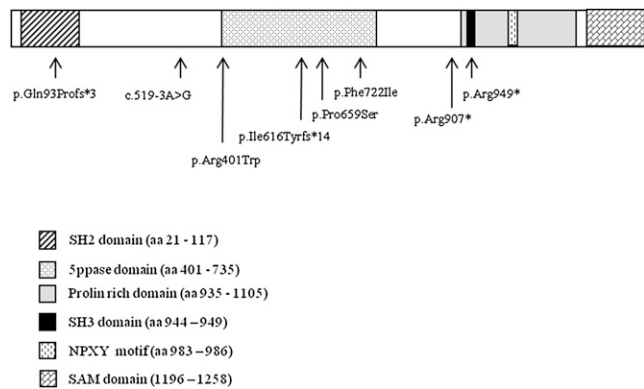 p.Gln93Profs*3
c.519-3A>G
p.Arg401Trp
p.Ile616Tyrfs*14
p.Pro659Ser
p.Phe722Ile
p.Arg907*
p.Arg949*
SH2 domain (aa 21 - 117)
5ppase domain (aa 401 - 735)
Prolin rich domain (aa 935 - 1105)
SH3 domain (aa 944 – 949)
NPXY motif (aa 983 – 986)
SAM domain (1196 – 1258)